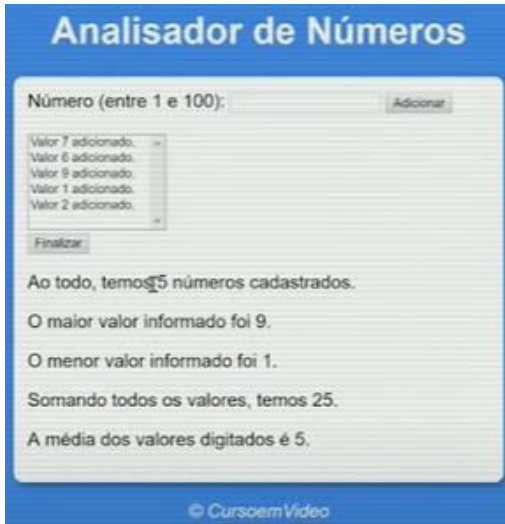 Analisador de Números
Número (entre 1 e 100): Adicionar
Valor 7 adicionado.
Valor 6 adicionado.
Valor 9 adicionado.
Valor 1 adicionado.
Valor 2 adicionado.
Finalizar
Ao todo, temos 5 números cadastrados.
O maior valor informado foi 9.
O menor valor informado foi 1.
Somando todos os valores, temos 25.
A média dos valores digitados é 5.
© CursoemVideo